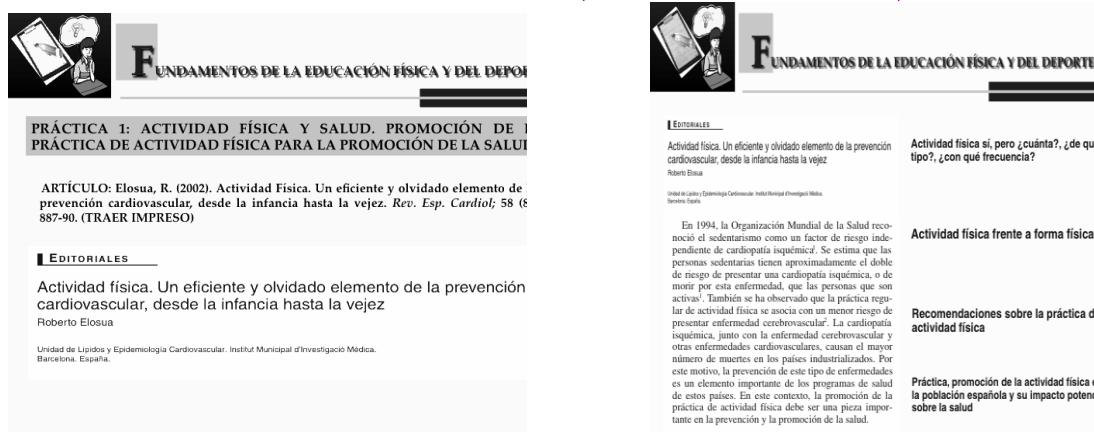 FUNDAMENTOS DE LA EDUCACIÓN FÍSICA Y DEL DEPO
PRÁCTICA 1: ACTIVIDAD FÍSICA Y SALUD. PROMOCIÓN DE
PRÁCTICA DE ACTIVIDAD FÍSICA PARA LA PROMOCIÓN DE LA SALU
ARTÍCULO: Elosua, R. (2002). Actividad Física. Un eficiente y olvidado elemento de
prevención cardiovascular, desde la infancia hasta la vejez. Rev. Esp. Cardiol; 58 (8
887-90. (TRAER IMPRESO)
EDITORIALES
Actividad física. Un eficiente y olvidado elemento de la prevención
cardiovascular, desde la infancia hasta la vejez
Roberto Elosua
Unidad de Lípidos y Epidemiología Cardiovascular. Institut Municipal d'Investigació Mèdica.
Barcelona. España.
FUNDAMENTOS DE LA EDUCACIÓN FÍSICA Y DEL DEPORTE
EDITORIALES
Actividad física. Un eficiente y olvidado elemento de la prevención
cardiovascular, desde la infancia hasta la vejez
Roberto Elosua
Unidad de Lípidos y Epidemiología Cardiovascular. Institut Municipal d'Investigació Mèdica.
Barcelona. España.
En 1994, la Organización Mundial de la Salud reco-
noció el sedentarismo como un factor de riesgo inde-
pendiente de cardiopatía isquémica1. Se estima que las
personas sedentarias tienen aproximadamente el doble
de riesgo de presentar una cardiopatía isquémica, o de
morir por esta enfermedad, que las personas que son
activas1. También se ha observado que la práctica regu-
lar de actividad física se asocia con un menor riesgo de
presentar enfermedad cerebrovascular2. La cardiopatía
isquémica, junto con la enfermedad cerebrovascular y
otras enfermedades cardiovasculares, causan el mayor
número de muertes en los países industrializados. Por
este motivo, la prevención de este tipo de enfermedades
es un elemento importante de los programas de salud
de estos países. En este contexto, la promoción de la
práctica de actividad física debe ser una pieza impor-
tante en la prevención y la promoción de la salud.
Actividad física sí, pero ¿cuánta?, ¿de qu
tipo?, ¿con qué frecuencia?
Actividad física frente a forma física
Recomendaciones sobre la práctica d
actividad física
Práctica, promoción de la actividad física e
la población española y su impacto poten
sobre la salud